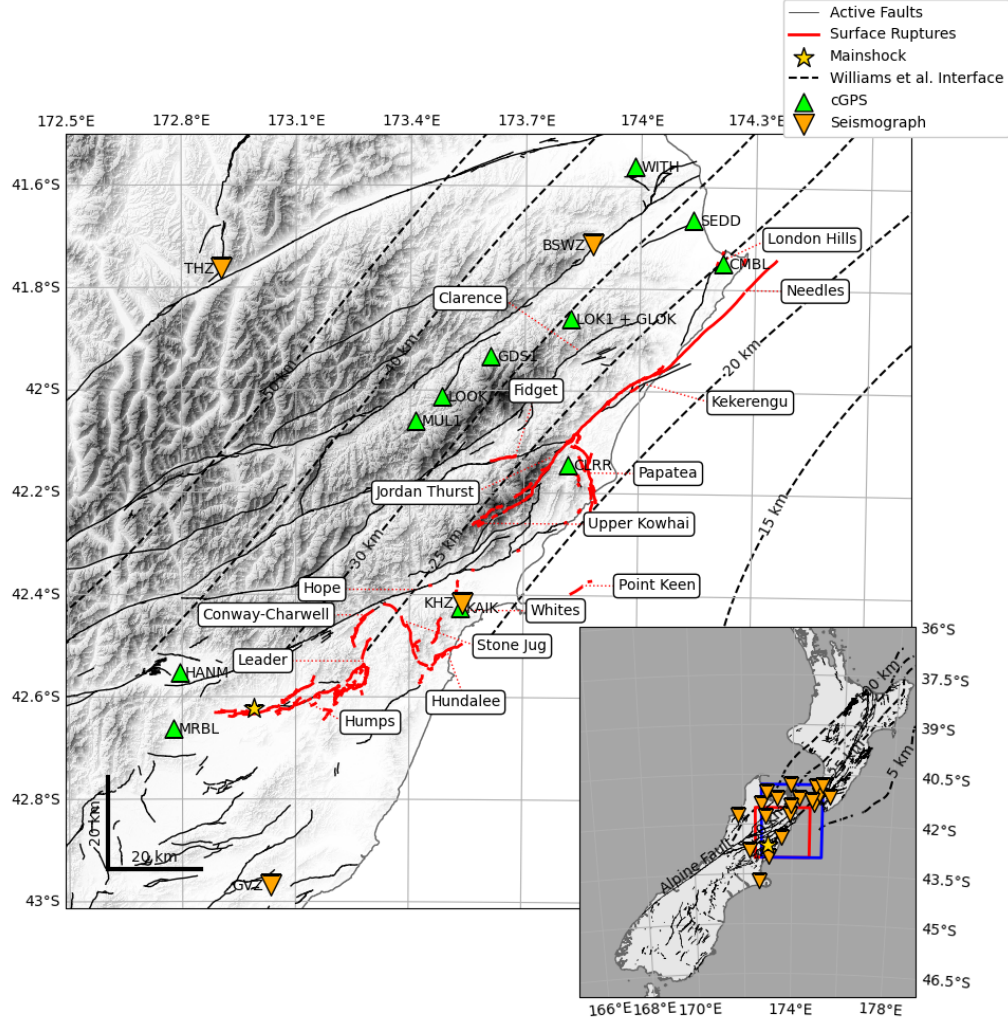 Active Faults
Surface Ruptures
Mainshock
Williams et al. Interface
cGPS
Seismograph
172.5°E 172.8°E 173.1°E 173.4°E 173.7°E 174°E 174.3°E
41.6°S
41.8°S
42°S
42.2°S
42.4°S
42.6°S
42.8°S
43°S
WITH
SEDD
BSWZ
London Hills
THZ
CMBL
Needles
Clarence
LOK1 + GLOK
GDS1
40 km
20 km
50 km
Fidget
LOOK
Kekerengu
MUL1
CLRR
Papatea
Jordan Thurst
15 km
Upper Kowhai
30 km
25 km
Hope
Point Keen
KHZ
KAIK
Whites
Conway-Charwell
Stone Jug
Leader
HANM
Hundalee
Humps
MRBL
20 km
20 km
GVZ
36°S
37.5°S
39°S
40.5°S
42°S
43.5°S
45°S
46.5°S
5 km
Alpine Fault
166°E 168°E 170°E 174°E 178°E